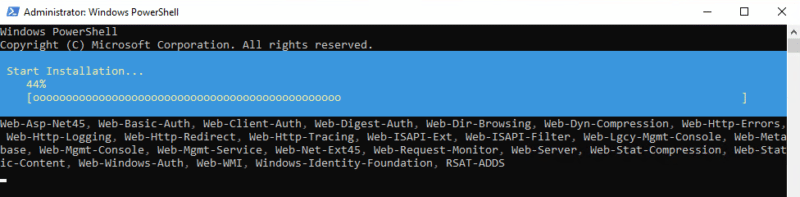 Administrator: Windows PowerShell
Windows PowerShell
Copyright (C) Microsoft Corporation. All rights reserved.
Start Installation...
44%
[ooooooooooooooooooooooooooooooooooooooooooooooo ]
Web-Asp-Net45, Web-Basic-Auth, Web-Client-Auth, Web-Digest-Auth, Web-Dir-Browsing, Web-Dyn-Compression, Web-Http-Errors,
Web-Http-Logging, Web-Http-Redirect, Web-Http-Tracing, Web-ISAPI-Ext, Web-ISAPI-Filter, Web-Lgcy-Mgmt-Console, Web-Meta
base, Web-Mgmt-Console, Web-Mgmt-Service, Web-Net-Ext45, Web-Request-Monitor, Web-Server, Web-Stat-Compression, Web-Stat
ic-Content, Web-Windows-Auth, Web-WMI, Windows-Identity-Foundation, RSAT-ADDS